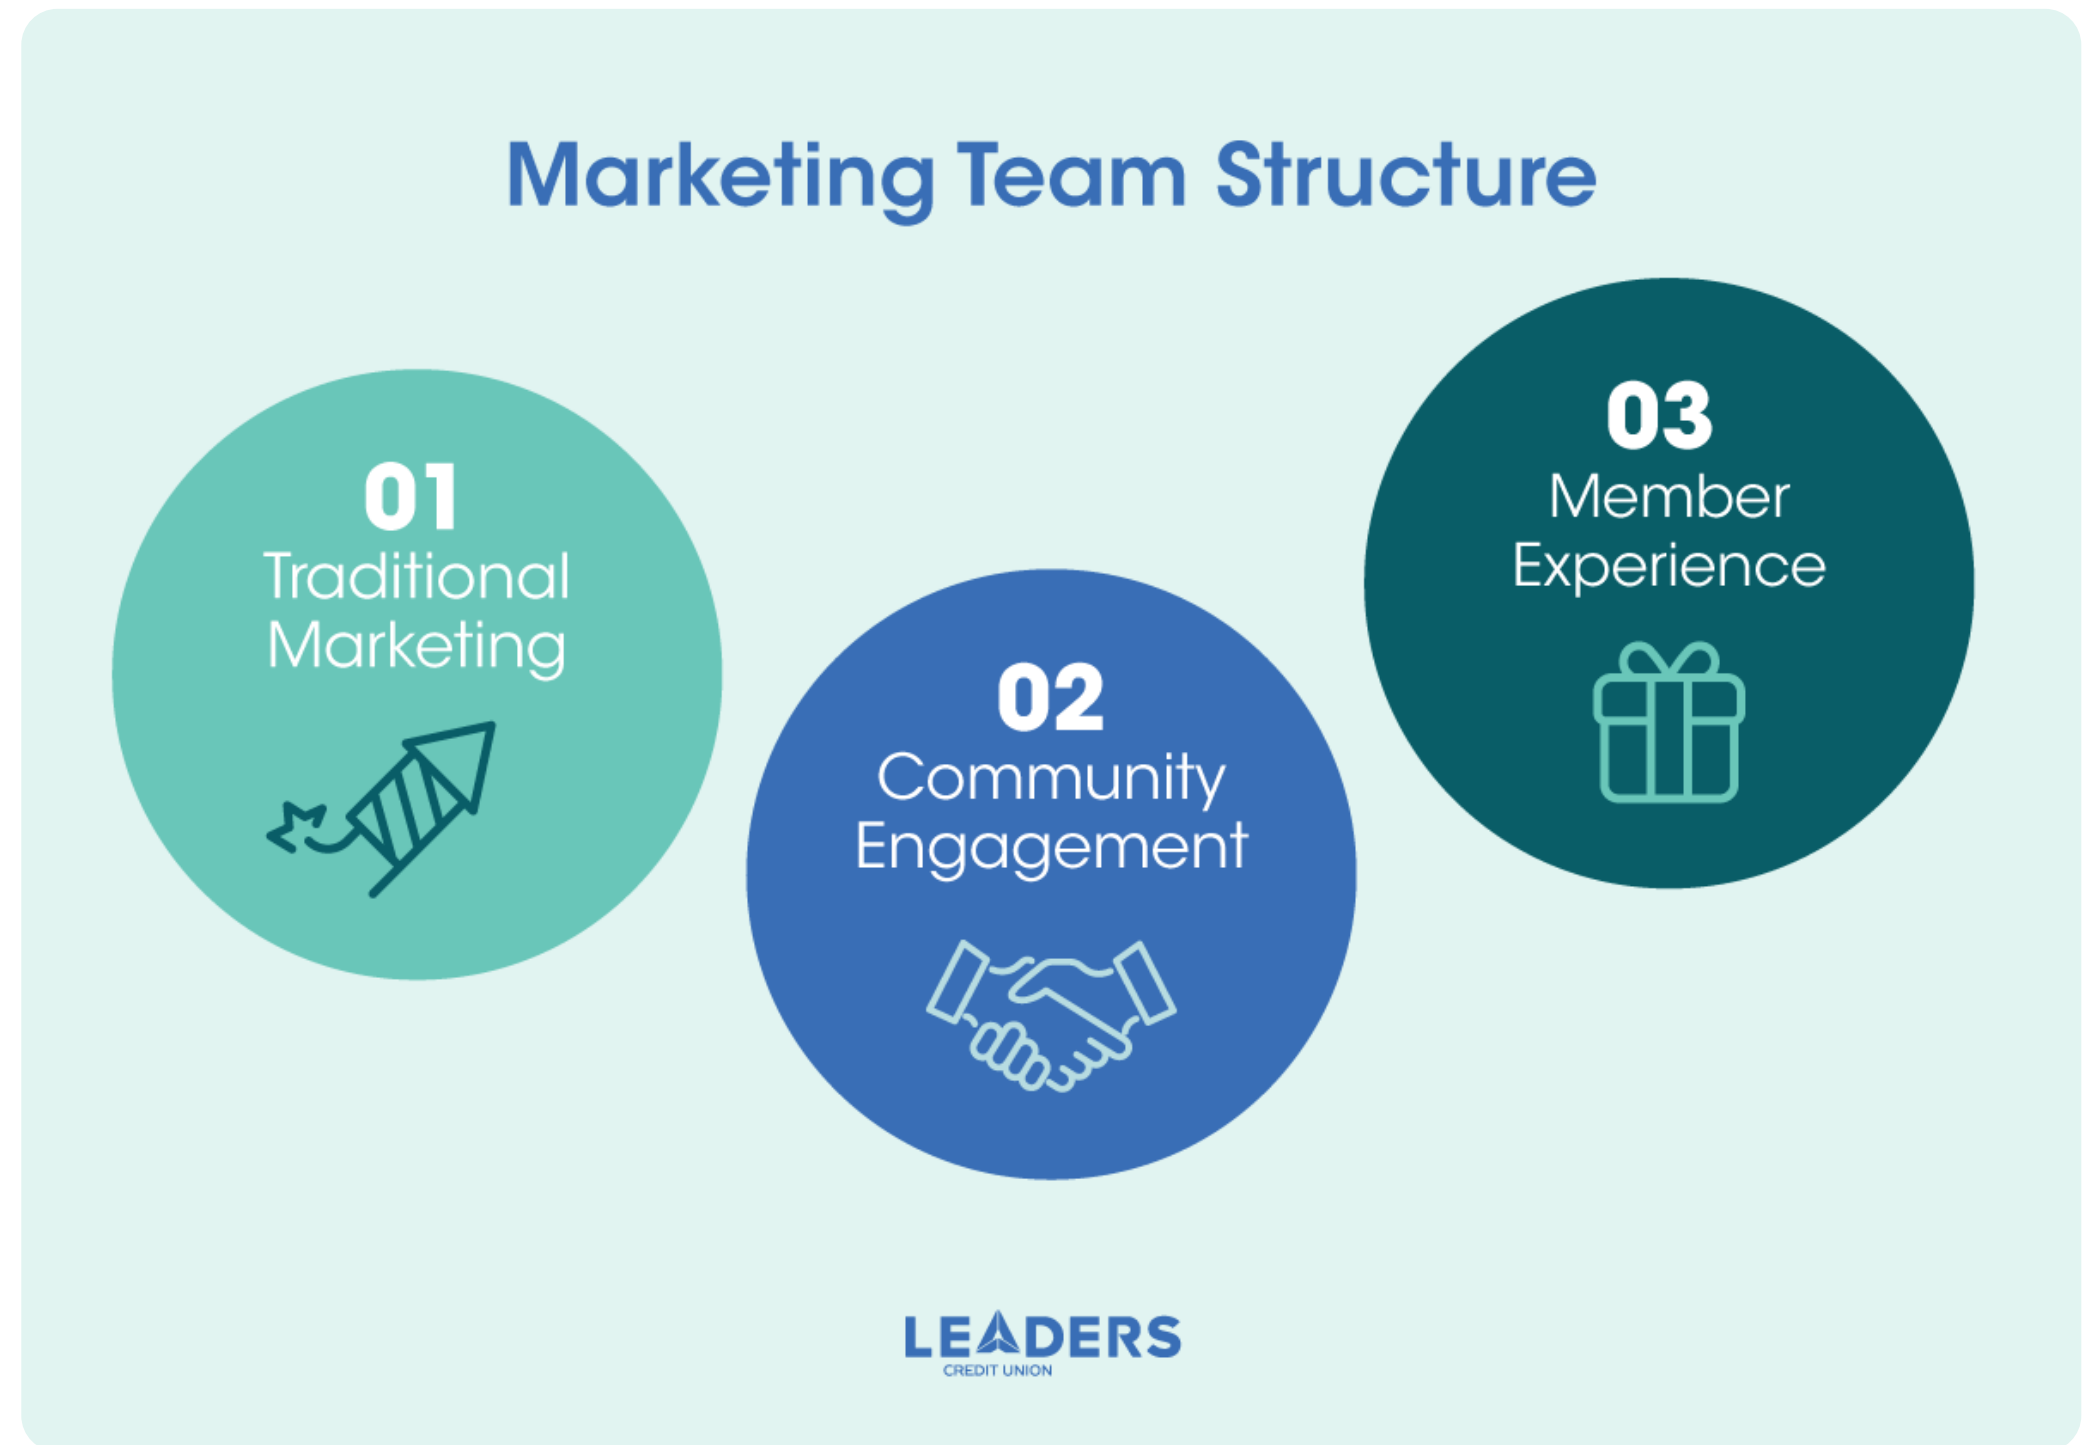 Marketing Team Structure
01
Traditional
Marketing
02
Community
Engagement
03
Member
Experience
LEADERS
CREDIT UNION